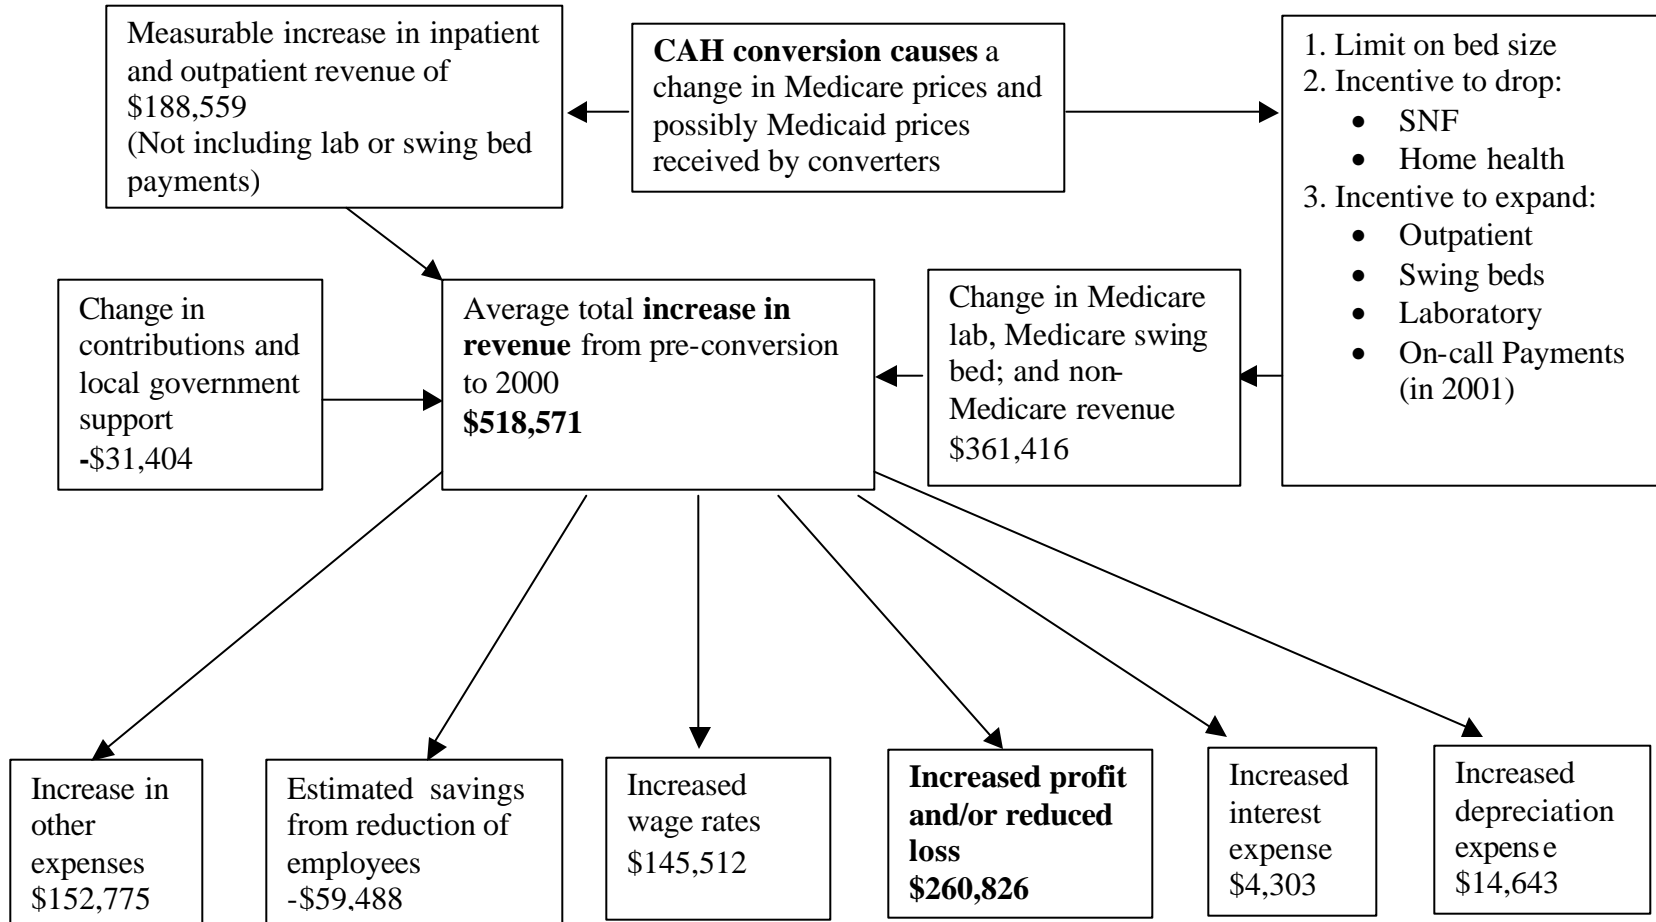 Measurable increase in inpatient
and outpatient revenue of
$188,559
(Not including lab or swing bed
payments)
CAH conversion causes a
change in Medicare prices and
possibly Medicaid prices
received by converters
1. Limit on bed size
2. Incentive to drop:
• SNF
• Home health
3. Incentive to expand:
• Outpatient
• Swing beds
• Laboratory
• On-call Payments
(in 2001)
Change in
contributions and
local government
support
-$31,404
Average total increase in
revenue from pre-conversion
to 2000
$518,571
Change in Medicare
lab, Medicare swing
bed; and non-
Medicare revenue
$361,416
Increase in
other
expenses
$152,775
Estimated savings
from reduction of
employees
-$59,488
Increased
wage rates
$145,512
Increased profit
and/or reduced
loss
$260,826
Increased
interest
expense
$4,303
Increased
depreciation
expense
$14,643